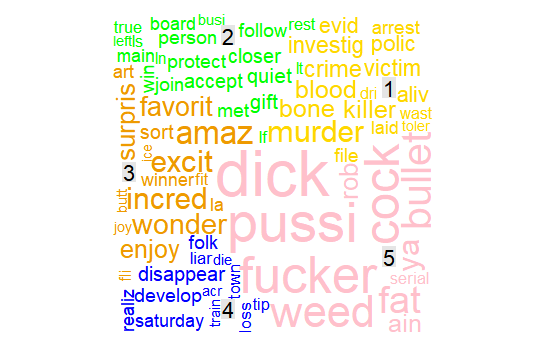 true board busi
leftls person 2 follow rest evid arrest
main ln protect closer investig polic
art win join accept quiet lt crime victim
surpris favorit met gift blood dri 1 aliv
sort amaz lf bone killer wast
ice excit murder laid toler
3 winner fit file
butt incred la dick rob cock bullet
joy wonder pussi
enjoy folk 5 ya
fli liar die fucker serial
disappear town
realiz develop acr weed fat
saturday train 4 loss tip ain